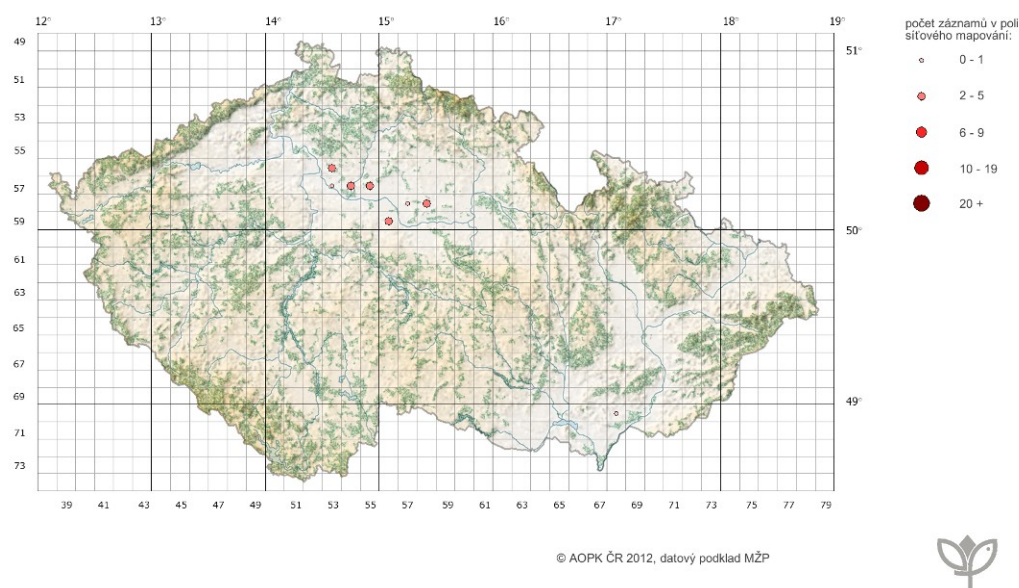 12° 13° 14° 15° 16° 17° 18° 19°
49
51
53
55
57
59
61
63
65
67
69
71
73
51°
50°
49°
39 41 43 45 47 49 51 53 55 57 59 61 63 65 67 69 71 73 75 77 79
počet záznamů v poli
síťového mapování:
0 - 1
2 - 5
6 - 9
10 - 19
20 +
© AOPK ČR 2012, datový podklad MŽP